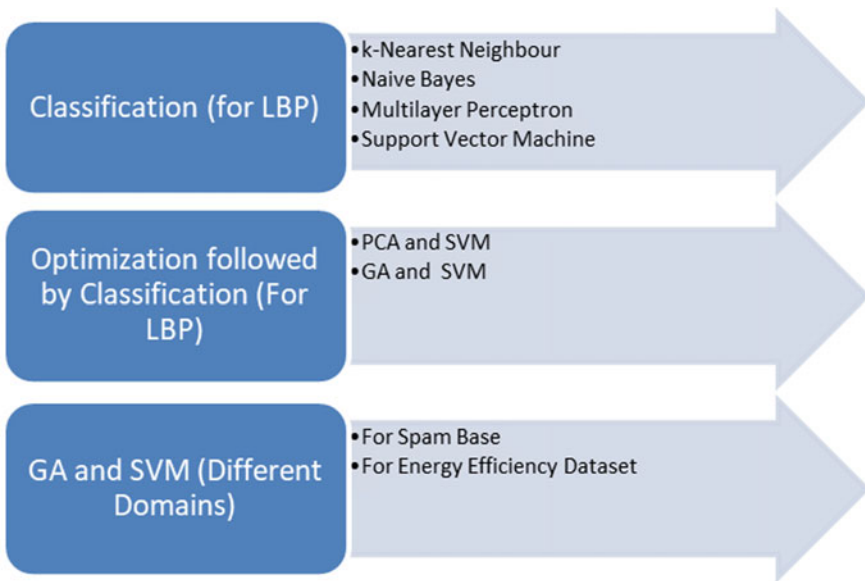 Classification (for LBP)
•k-Nearest Neighbour
•Naive Bayes
•Multilayer Perceptron
•Support Vector Machine
Optimization followed
by Classification (For
LBP)
•PCA and SVM
•GA and  SVM
GA and SVM (Different
Domains)
•For Spam Base
•For Energy Efficiency Dataset